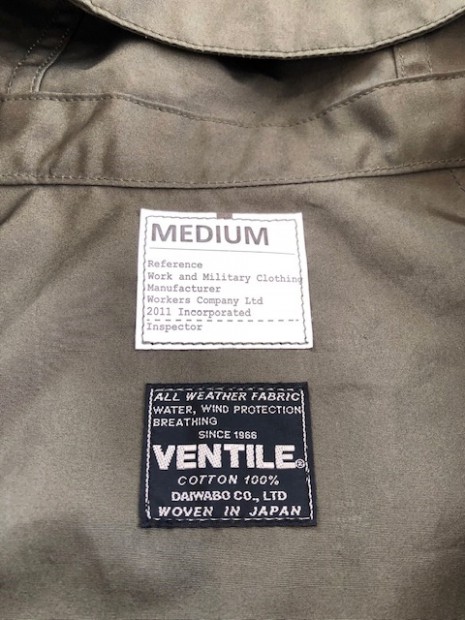 MEDIUM
Reference
Work and Military Clothing
Manufacturer
Workers Company Ltd
2011 Incorporated
Inspector
ALL WEATHER FABRIC
WATER, WIND PROTECTION
BREATHING
SINCE 1966
VENTILE®
COTTON 100%
DAIWABO CO., LTD
WOVEN IN JAPAN